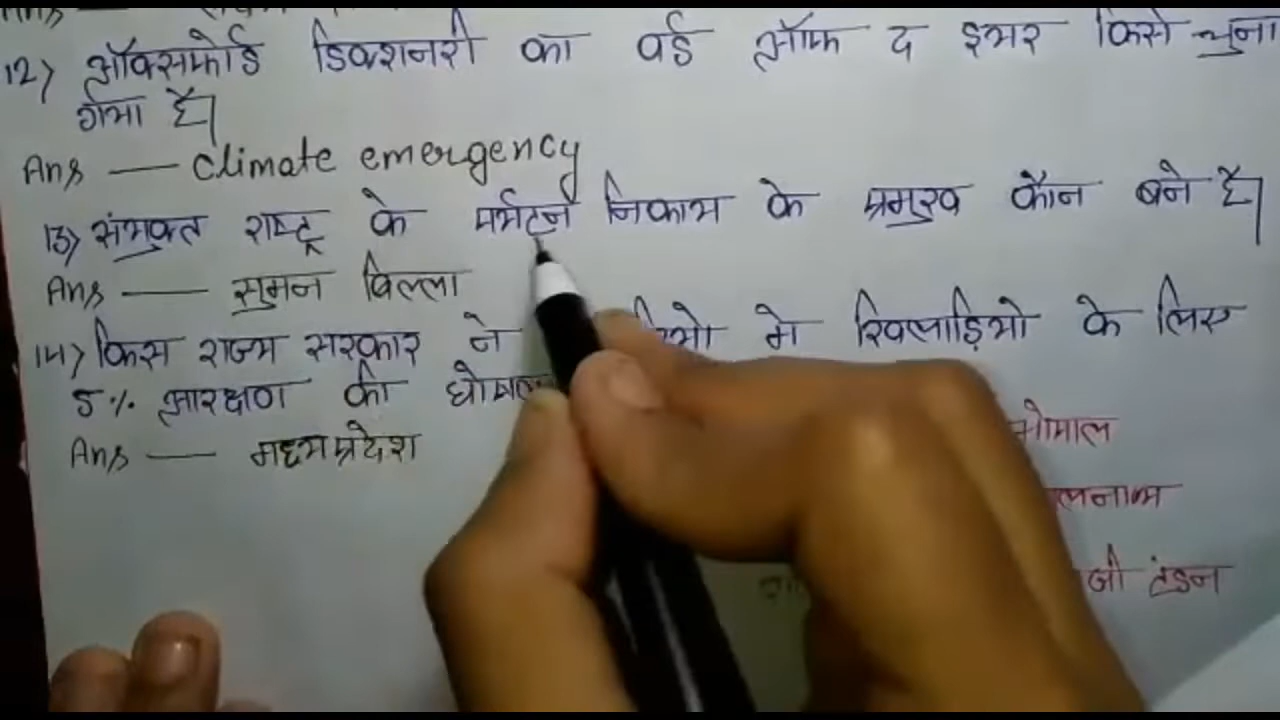 12) ऑक्सफोर्ड डिक्शनरी का वर्ड ऑफ द इयर किसे चुना
गया है।
Ans — Climate emergency
13) संयुक्त राष्ट्र के पर्यटन निकाय के प्रमुख कौन बने है।
Ans — सुमन बिल्ला
14) किस राज्य सरकार ने में खिलाड़ियो के लिए
5% आरक्षण की
Ans — मध्यप्रदेश
टंडन